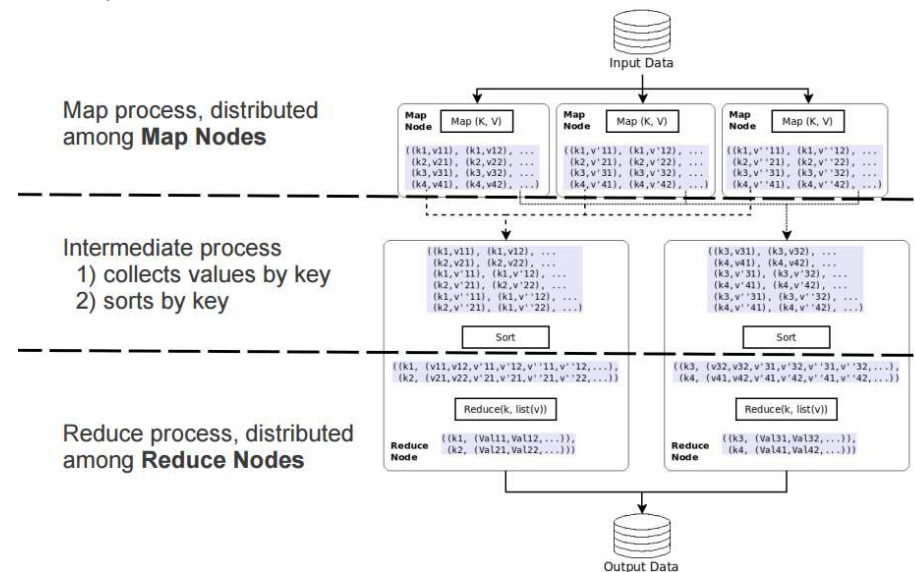 Input Data
Map process, distributed
among Map Nodes
Map
Node
Map (K, V)
((k1,v11), (k1,v12), ...
(k2,v21), (k2,v22), ...
(k3,v31), (k3,v32), ...
(k4,v41), (k4,v42), ...)
Map
Node
Map (K, V)
((k1,v'11), (k1,v'12), ...
(k2,v'21), (k2,v'22), ...
(k3,v'31), (k3,v'32), ...
(k4,v'41), (k4,v'42), ...)
Map
Node
Map (K, V)
((k1,v''11), (k1,v''12), ...
(k2,v''21), (k2,v''22), ...
(k3,v''31), (k3,v''32), ...
(k4,v''41), (k4,v''42), ...)
Intermediate process
1) collects values by key
2) sorts by key
((k1,v11), (k1,v12), ...
(k2,v21), (k2,v22), ...
(k1,v'11), (k1,v'12), ...
(k2,v'21), (k2,v'22), ...
(k1,v''11), (k1,v''12), ...
(k2,v''21), (k1,v''22), ...)
Sort
((k3,v31), (k3,v32), ...
(k4,v41), (k4,v42), ...
(k3,v'31), (k3,v'32), ...
(k4,v'41), (k4,v'42), ...
(k3,v''31), (k3,v''32), ...
(k4,v''41), (k4,v''42), ...)
Sort
Reduce process, distributed
among Reduce Nodes
((k1, (v11,v12,v'11,v'12,v''11,v''12,...),
(k2, (v21,v22,v'21,v'21,v''21,v''22,...))
Reduce(k, list(v))
Reduce
Node
((k1, (Val11,Val12,...)),
(k2, (Val21,Val22,...)))
((k3, (v32,v32,v'31,v'32,v''31,v''32,...),
(k4, (v41,v42,v'41,v'42,v''41,v''42,...))
Reduce(k, list(v))
Reduce
Node
((k3, (Val31,Val32,...)),
(k4, (Val41,Val42,...)))
Output Data